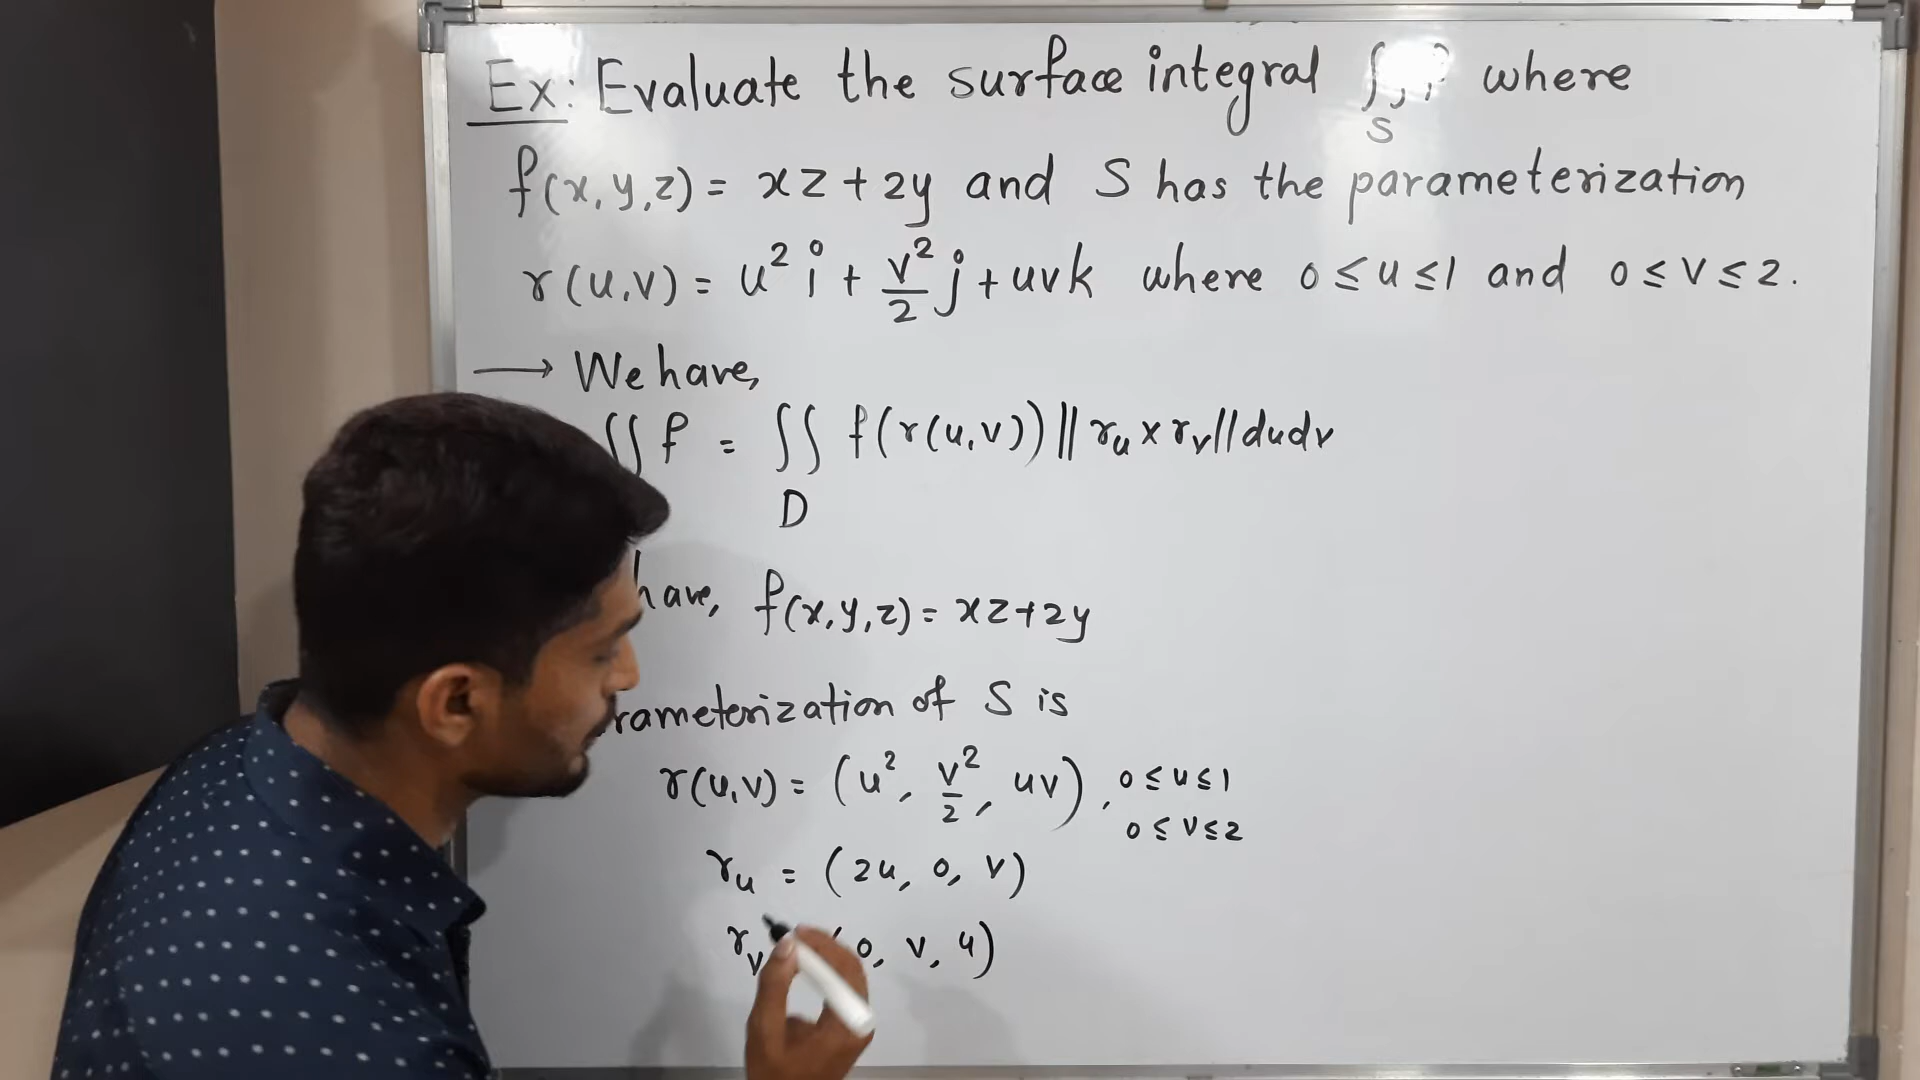 Ex: Evaluate the surface integral ∫∫ f where
S
f(x,y,z) = xz+2y and S has the parameterization
r(u,v) = u² i + v²/2 j + uvk where 0≤u≤1 and 0≤v≤2.
→ We have,
∫∫ f = ∫∫ f(r(u,v)) || ru × rv || dudv
D
have, f(x,y,z) = xz+2y
rameterization of S is
r(u,v) = (u², v²/2, uv), 0≤u≤1
0≤v≤2
ru = (2u, 0, v)
rv (0, v, u)